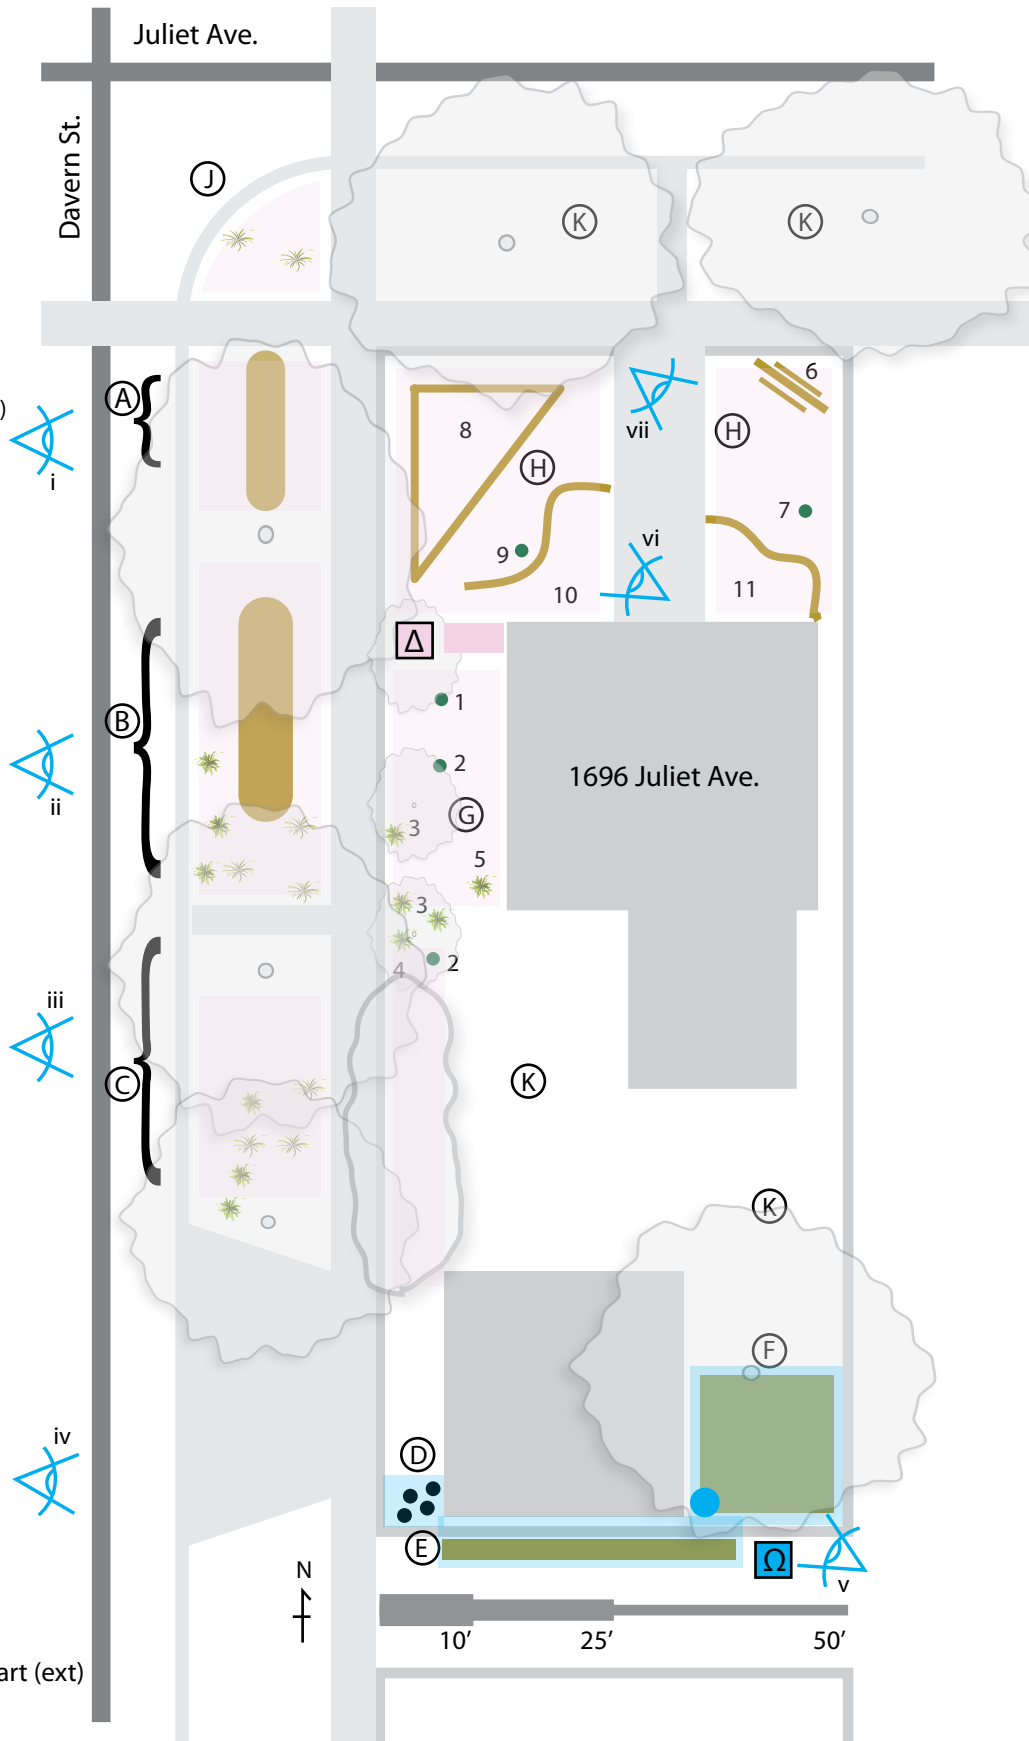 Juliet Ave.
Davern St.
J
K
K
A
)
i
8
H
vii
6
H
7
9
vi
10
11
Δ
1
B
2
1696 Juliet Ave.
ii
3
G
5
3
4
2
iii
C
K
K
F
iv
D
E
Ω
v
N
10’
25’
50’
art (ext)